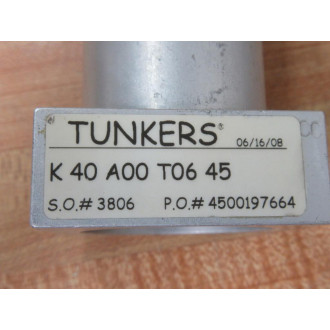 TUNKERS® 06/16/08
K 40 A00 T06 45
S.O.# 3806 P.O.# 4500197664